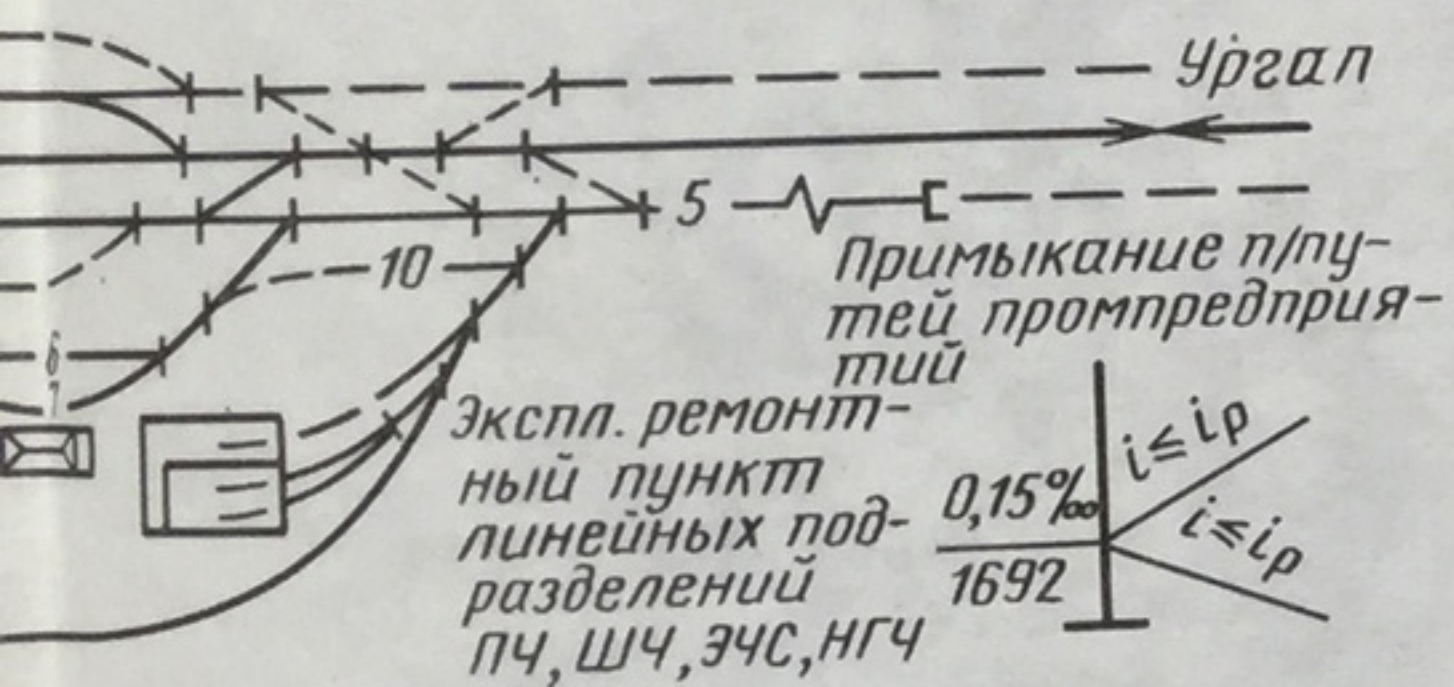 Ургал
5
Примыкание п/пу-
тей промпредприя-
тий
10
6
7
Экспл. ремонт-
ный пункт
линейных под-
разделений
ПЧ, ШЧ, ЭЧС, НГЧ
0,15‰
1692
i≤iр
i≤iр